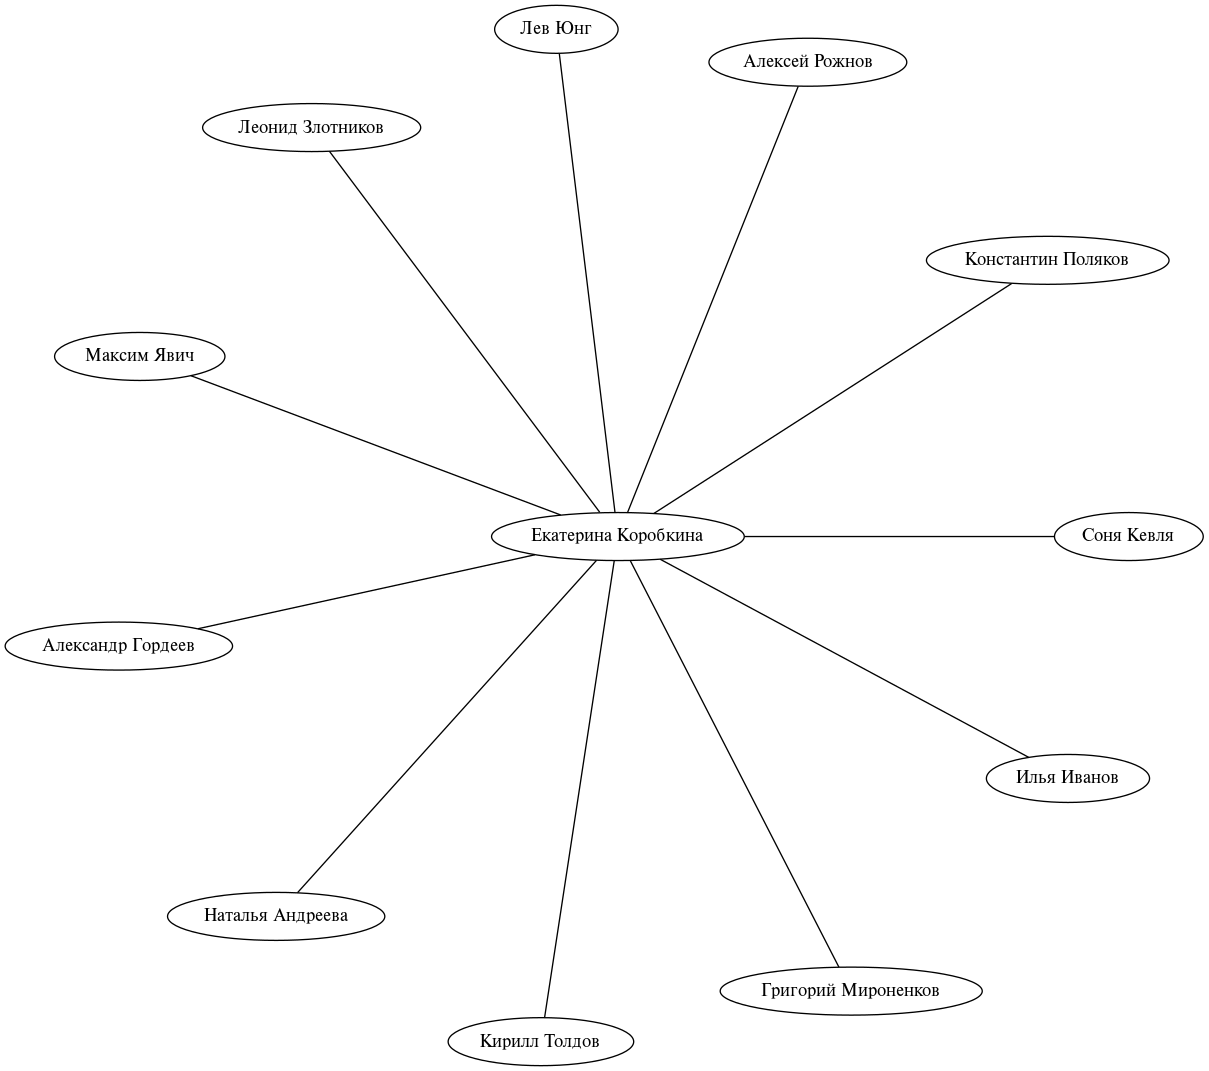 Лев Юнг
Алексей Рожнов
Леонид Злотников
Константин Поляков
Максим Явич
Екатерина Коробкина
Соня Кевля
Александр Гордеев
Илья Иванов
Наталья Андреева
Григорий Мироненков
Кирилл Толдов